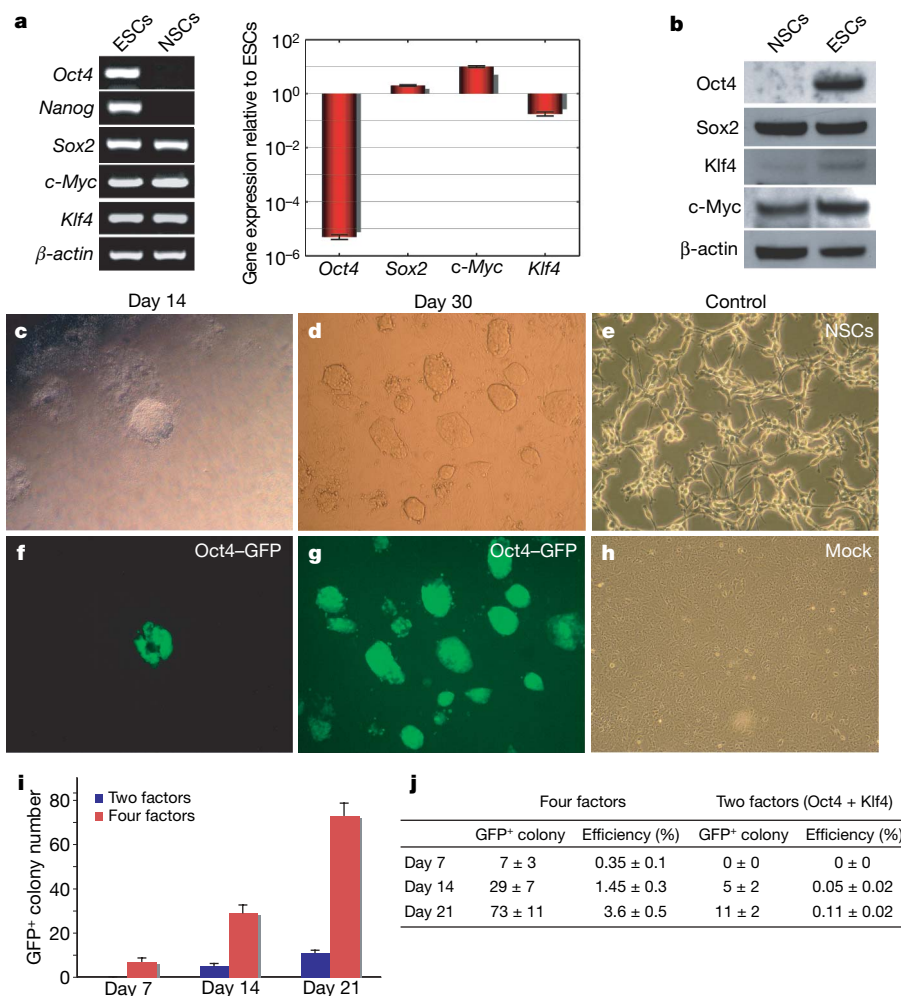 a
ESCs
NSCs
Oct4
Nanog
Sox2
c-Myc
Klf4
β-actin
Gene expression relative to ESCs
10²
10⁰
10⁻²
10⁻⁴
10⁻⁶
Oct4 Sox2 c-Myc Klf4
b
NSCs
ESCs
Oct4
Sox2
Klf4
c-Myc
β-actin
Day 14 Day 30 Control
c
d
e NSCs
f Oct4–GFP
g Oct4–GFP
h Mock
i
Two factors
Four factors
GFP⁺ colony number
80
60
40
20
0
Day 7 Day 14 Day 21
j
Four factors Two factors (Oct4 + Klf4)
GFP⁺ colony Efficiency (%) GFP⁺ colony Efficiency (%)
Day 7 7 ± 3 0.35 ± 0.1 0 ± 0 0 ± 0
Day 14 29 ± 7 1.45 ± 0.3 5 ± 2 0.05 ± 0.02
Day 21 73 ± 11 3.6 ± 0.5 11 ± 2 0.11 ± 0.02